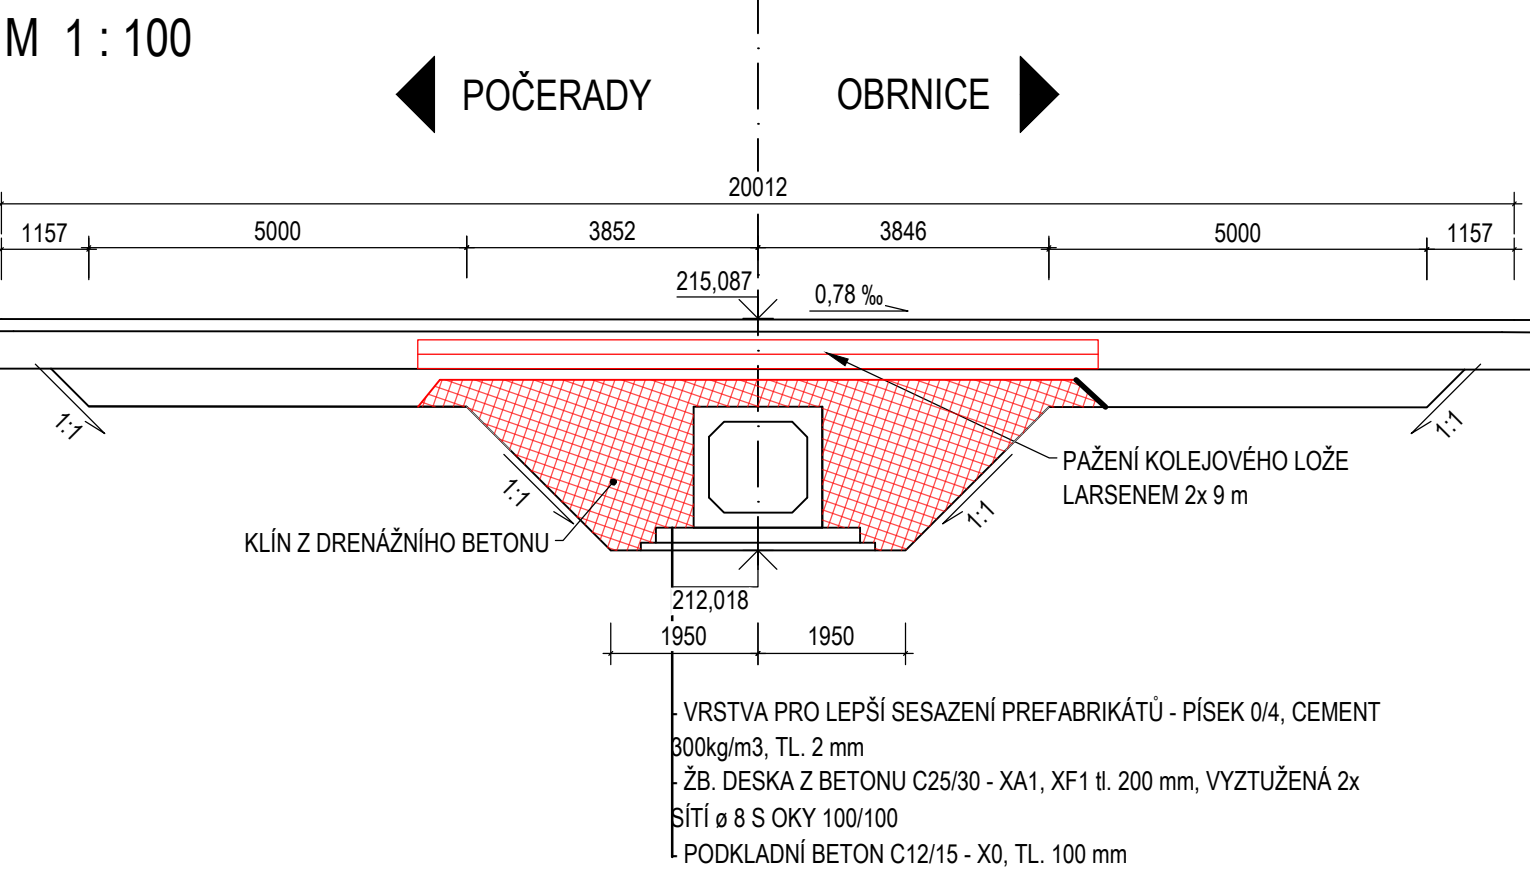 M 1 : 100
POČERADY
OBRNICE
20012
1157
5000
3852
3846
5000
1157
215,087
0,78 ‰
1:1
1:1
1:1
1:1
PAŽENÍ KOLEJOVÉHO LOŽE
LARSENEM 2x 9 m
KLÍN Z DRENÁŽNÍHO BETONU
212,018
1950
1950
- VRSTVA PRO LEPŠÍ SESAZENÍ PREFABRIKÁTŮ - PÍSEK 0/4, CEMENT
300kg/m3, TL. 2 mm
- ŽB. DESKA Z BETONU C25/30 - XA1, XF1 tl. 200 mm, VYZTUŽENÁ 2x
SÍTÍ ø 8 S OKY 100/100
- PODKLADNÍ BETON C12/15 - X0, TL. 100 mm